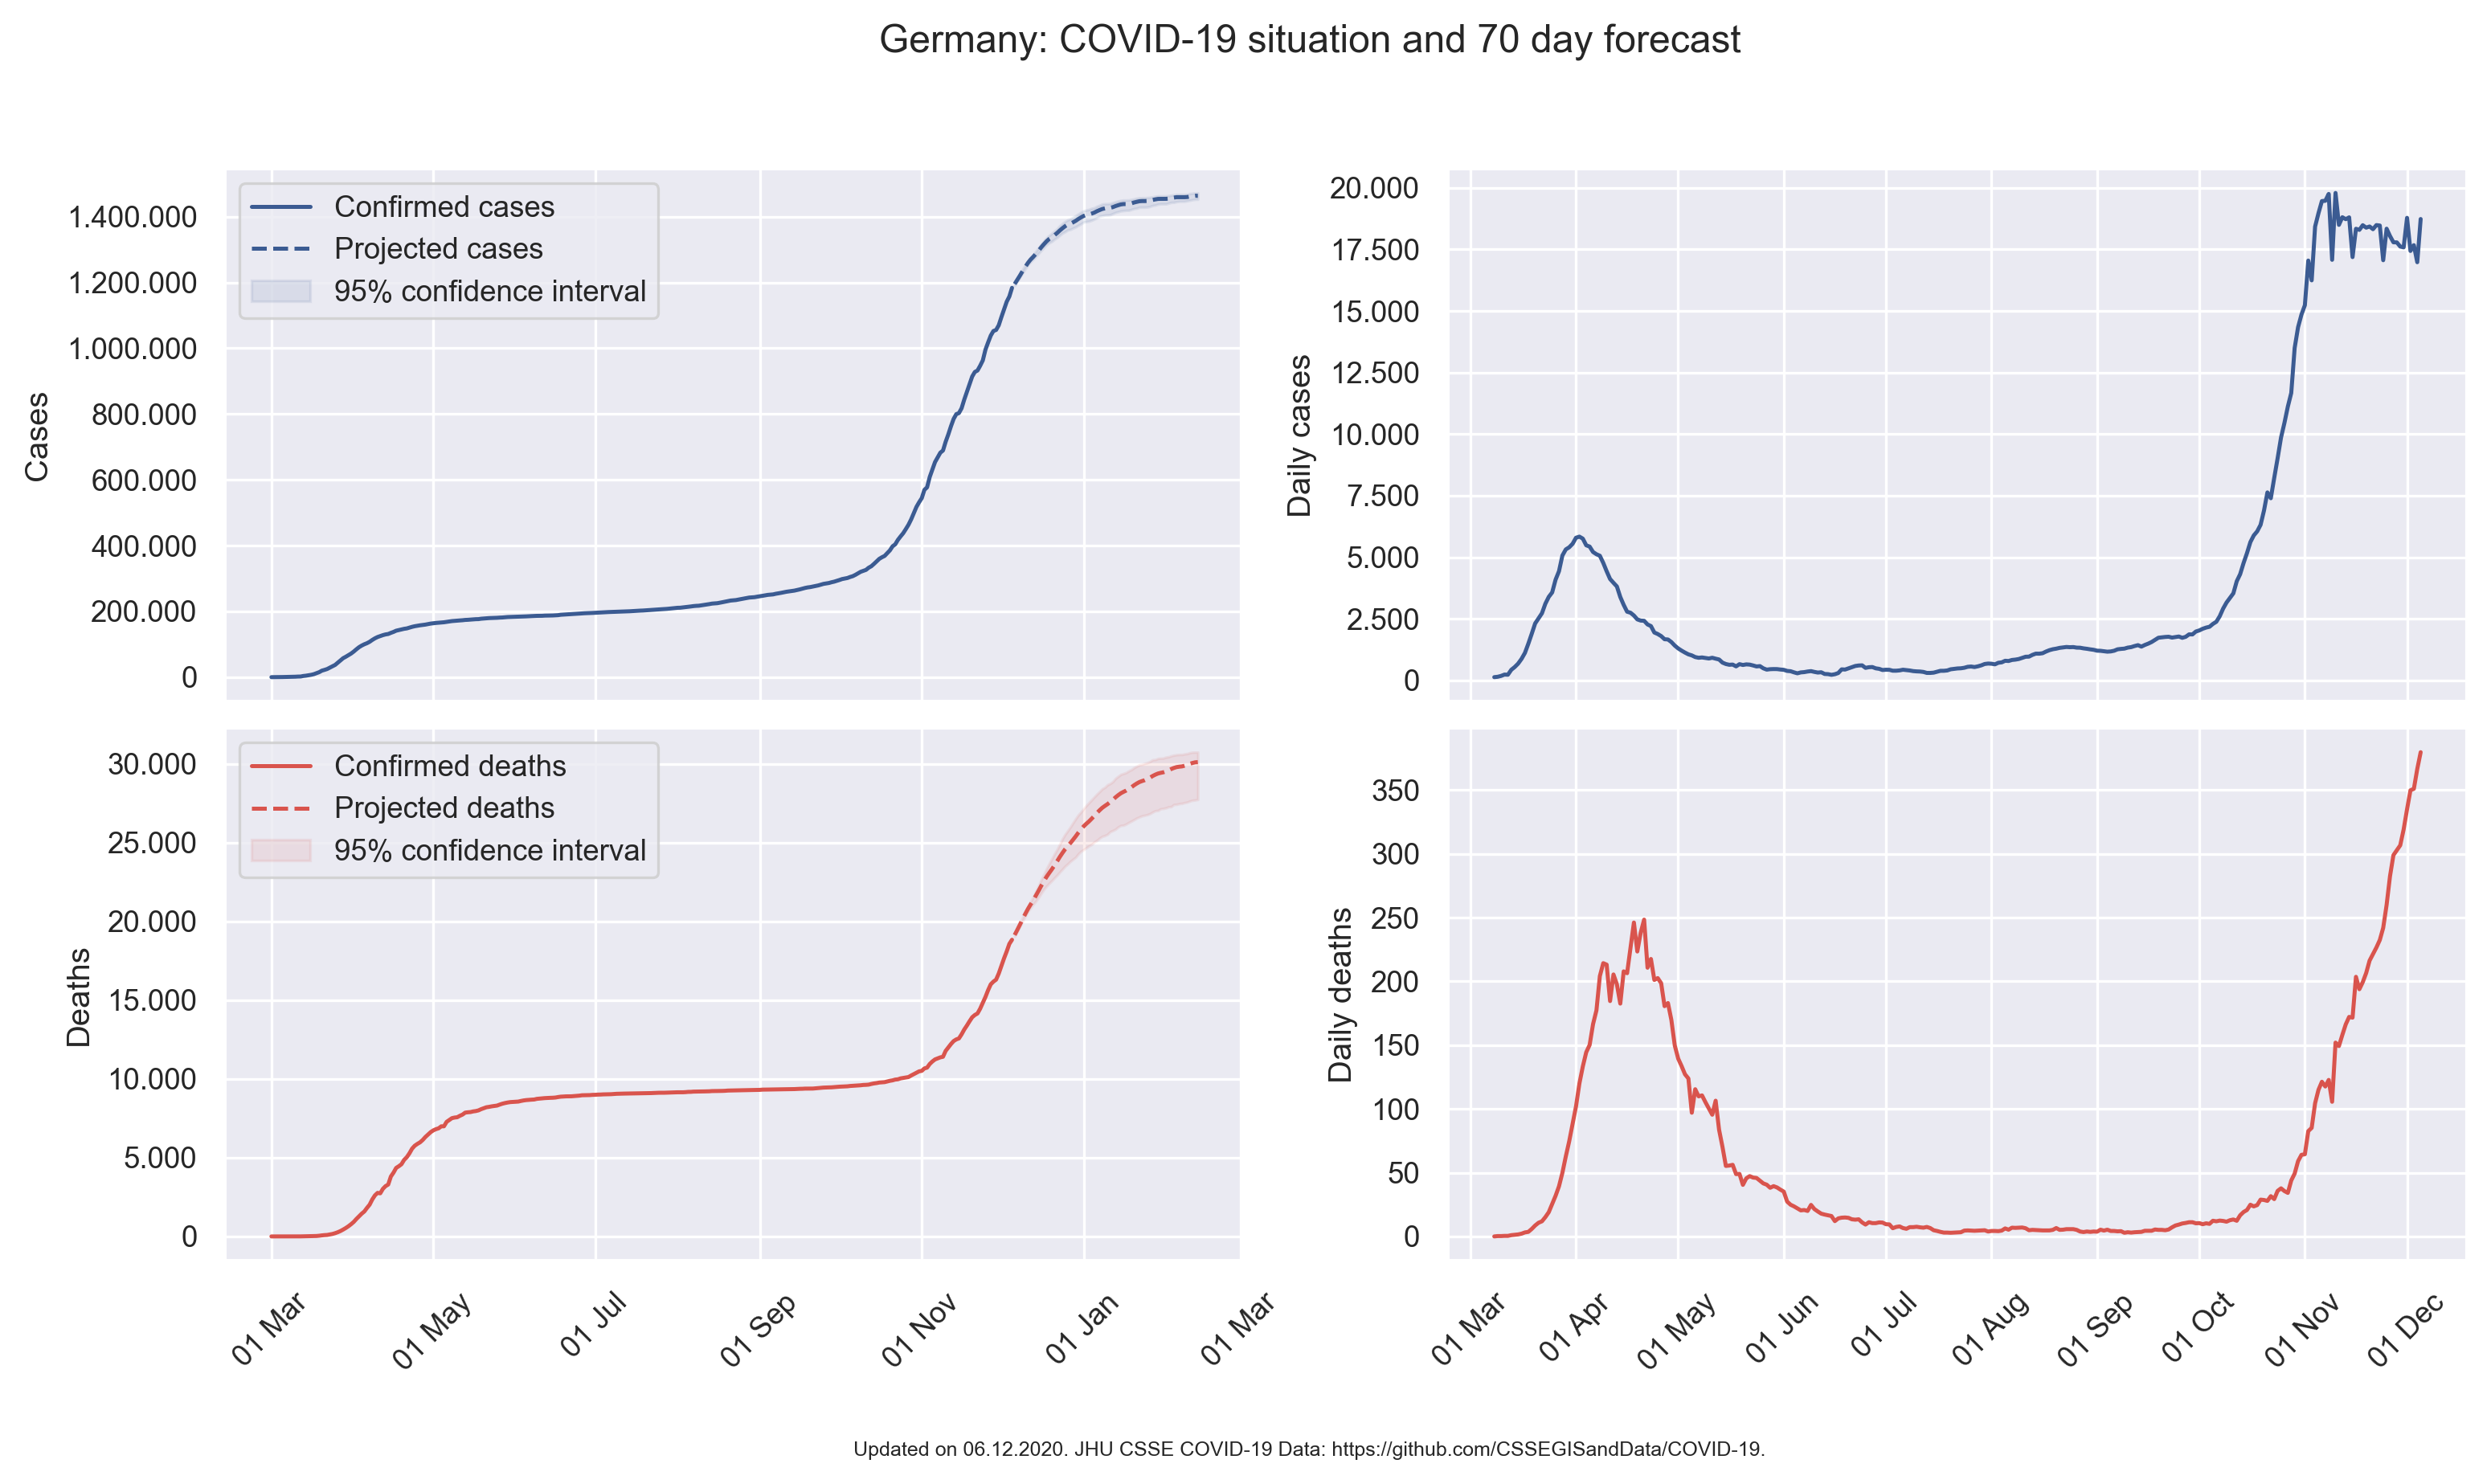 Germany: COVID-19 situation and 70 day forecast
Cases
1.400.000
1.200.000
1.000.000
800.000
600.000
400.000
200.000
0
Confirmed cases
Projected cases
95% confidence interval
Daily cases
20.000
17.500
15.000
12.500
10.000
7.500
5.000
2.500
0
Deaths
30.000
25.000
20.000
15.000
10.000
5.000
0
Confirmed deaths
Projected deaths
95% confidence interval
01 Mar
01 May
01 Jul
01 Sep
01 Nov
01 Jan
01 Mar
Daily deaths
350
300
250
200
150
100
50
0
01 Mar
01 Apr
01 May
01 Jun
01 Jul
01 Aug
01 Sep
01 Oct
01 Nov
01 Dec
Updated on 06.12.2020. JHU CSSE COVID-19 Data: https://github.com/CSSEGISandData/COVID-19.